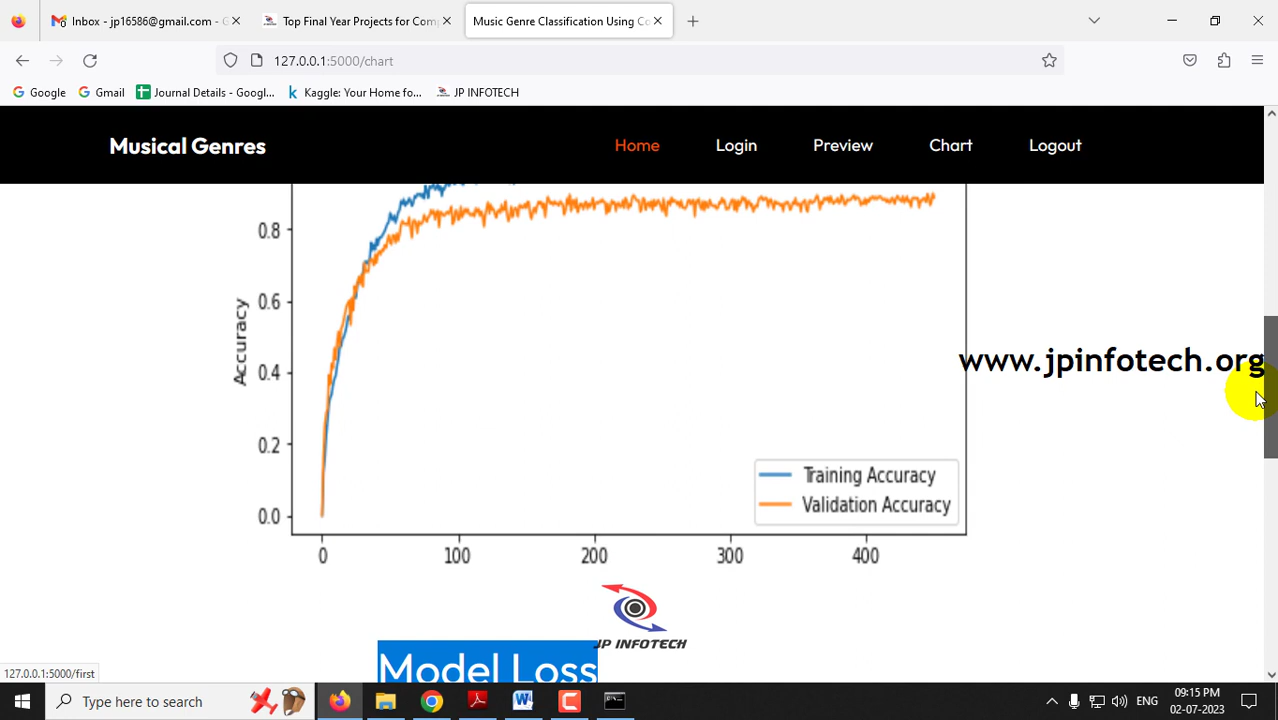 Inbox - jp16586@gmail.com - G
Top Final Year Projects for Comp
Music Genre Classification Using Co
127.0.0.1:5000/chart
Google
Gmail
Journal Details - Googl...
Kaggle: Your Home fo...
JP INFOTECH
Musical Genres
Home
Login
Preview
Chart
Logout
0.8
0.6
0.4
0.2
0.0
Accuracy
www.jpinfotech.org
Training Accuracy
Validation Accuracy
0
100
200
300
400
JP INFOTECH
Model Loss
127.0.0.1:5000/first
Type here to search
ENG
09:15 PM
02-07-2023